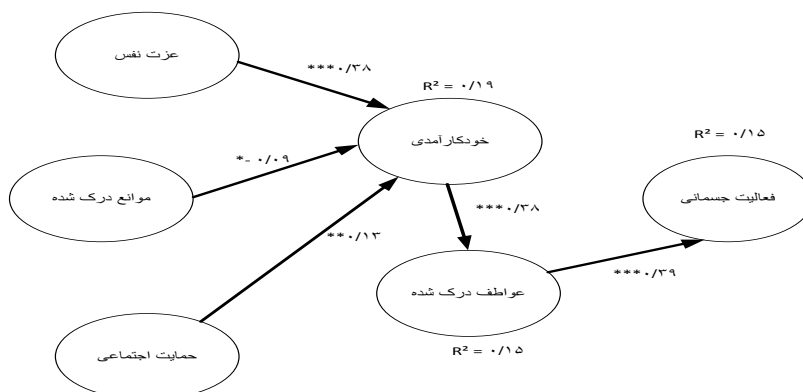 عزت نفس
***۰/۳۸
R² = ۰/۱۹
خودکارآمدی
R² = ۰/۱۵
موانع درک شده
*- ۰/۰۹
***۰/۳۸
فعالیت جسمانی
**۰/۱۳
***۰/۳۹
عواطف درک شده
حمایت اجتماعی
R² = ۰/۱۵